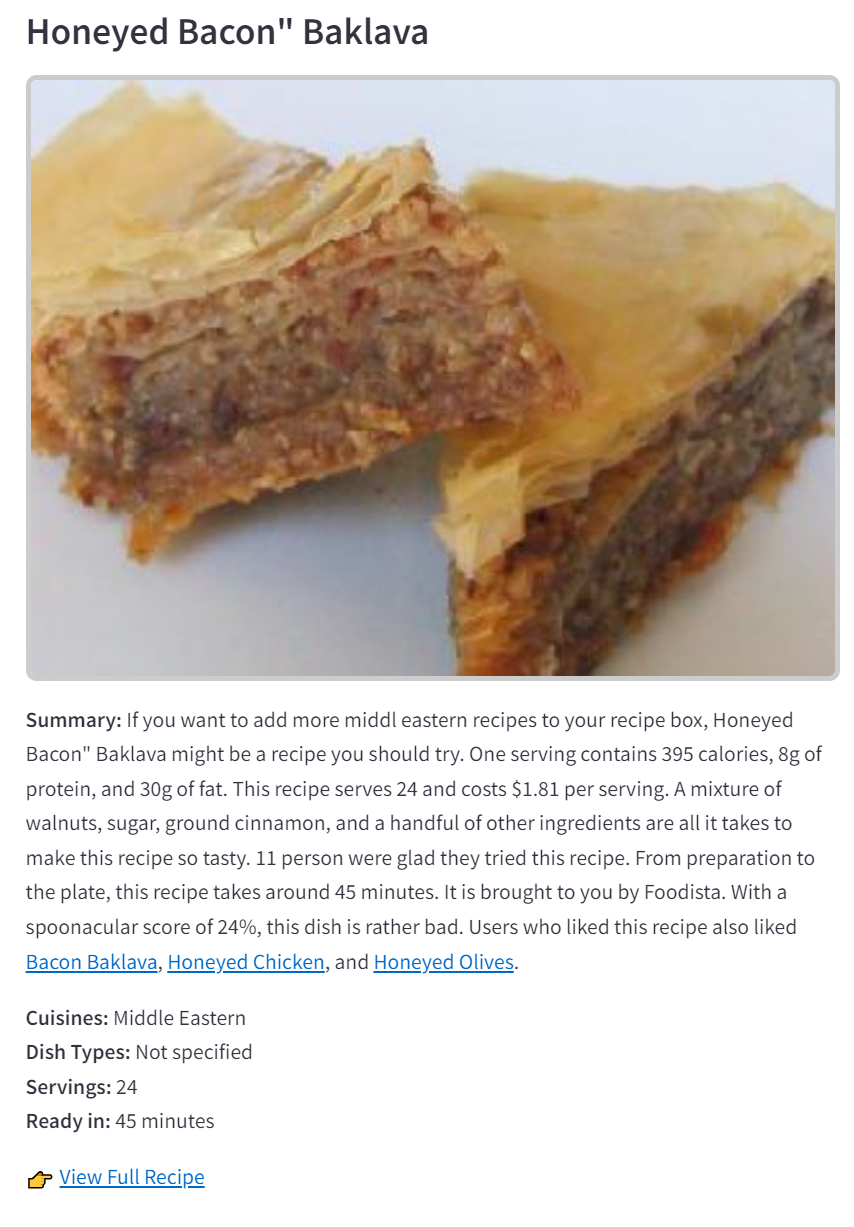 Honeyed Bacon" Baklava
Summary: If you want to add more middl eastern recipes to your recipe box, Honeyed
Bacon" Baklava might be a recipe you should try. One serving contains 395 calories, 8g of
protein, and 30g of fat. This recipe serves 24 and costs $1.81 per serving. A mixture of
walnuts, sugar, ground cinnamon, and a handful of other ingredients are all it takes to
make this recipe so tasty. 11 person were glad they tried this recipe. From preparation to
the plate, this recipe takes around 45 minutes. It is brought to you by Foodista. With a
spoonacular score of 24%, this dish is rather bad. Users who liked this recipe also liked
Bacon Baklava, Honeyed Chicken, and Honeyed Olives.
Cuisines: Middle Eastern
Dish Types: Not specified
Servings: 24
Ready in: 45 minutes
👉 View Full Recipe